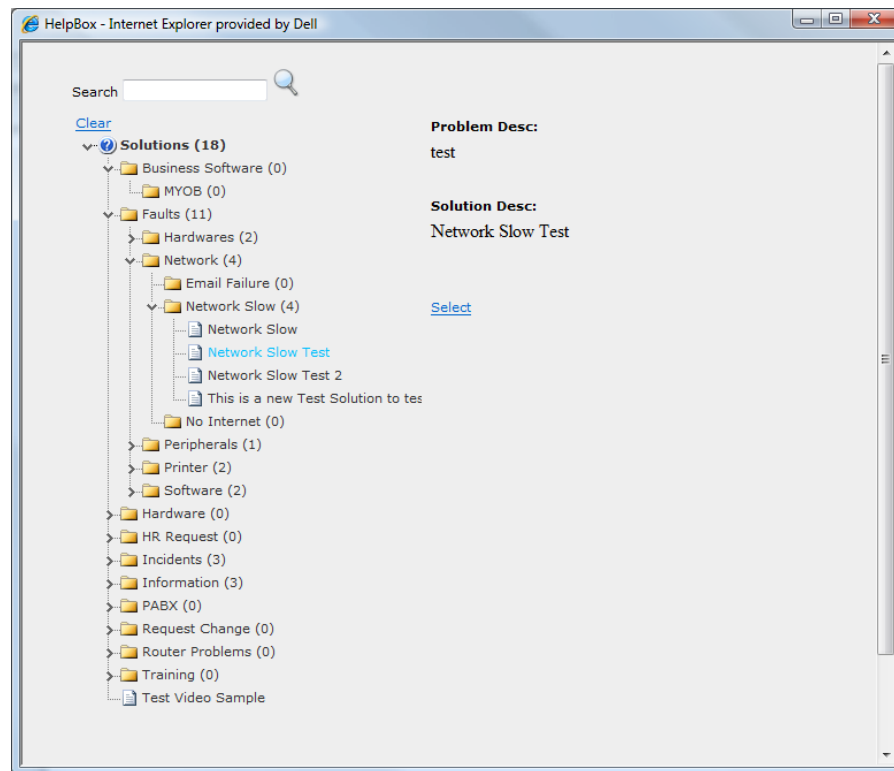 HelpBox - Internet Explorer provided by Dell
Search
Clear
Solutions (18)
Business Software (0)
MYOB (0)
Faults (11)
Hardwares (2)
Network (4)
Email Failure (0)
Network Slow (4)
Network Slow
Network Slow Test
Network Slow Test 2
This is a new Test Solution to tes
No Internet (0)
Peripherals (1)
Printer (2)
Software (2)
Hardware (0)
HR Request (0)
Incidents (3)
Information (3)
PABX (0)
Request Change (0)
Router Problems (0)
Training (0)
Test Video Sample
Problem Desc:
test
Solution Desc:
Network Slow Test
Select